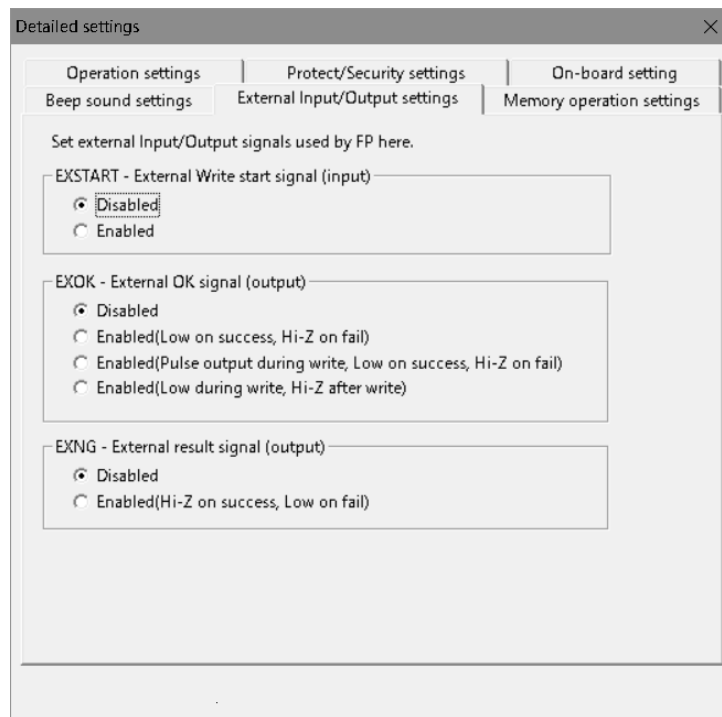 Detailed settings
Operation settings
Protect/Security settings
On-board setting
Beep sound settings
External Input/Output settings
Memory operation settings
Set external Input/Output signals used by FP here.
EXSTART - External Write start signal (input)
Disabled
Enabled
EXOK - External OK signal (output)
Disabled
Enabled(Low on success, Hi-Z on fail)
Enabled(Pulse output during write, Low on success, Hi-Z on fail)
Enabled(Low during write, Hi-Z after write)
EXNG - External result signal (output)
Disabled
Enabled(Hi-Z on success, Low on fail)